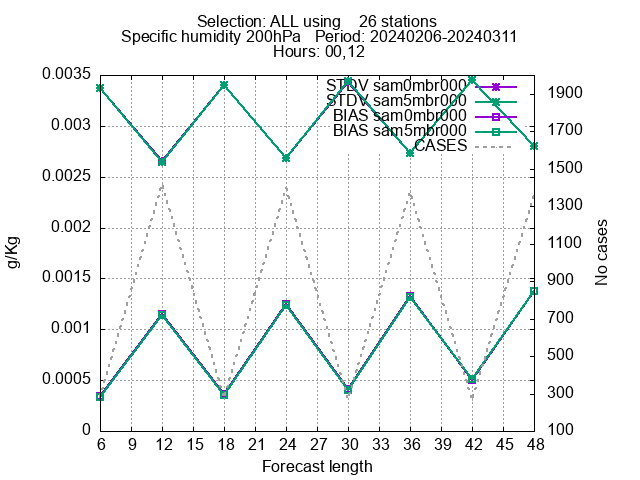 Selection: ALL using    26 stations
Specific humidity 200hPa   Period: 20240206-20240311
Hours: 00,12
STDV sam0mbr000
STDV sam5mbr000
BIAS sam0mbr000
BIAS sam5mbr000
CASES
0.0035
0.003
0.0025
0.002
0.0015
0.001
0.0005
0
g/Kg
1900
1700
1500
1300
1100
900
700
500
300
100
No cases
6 9 12 15 18 21 24 27 30 33 36 39 42 45 48
Forecast length